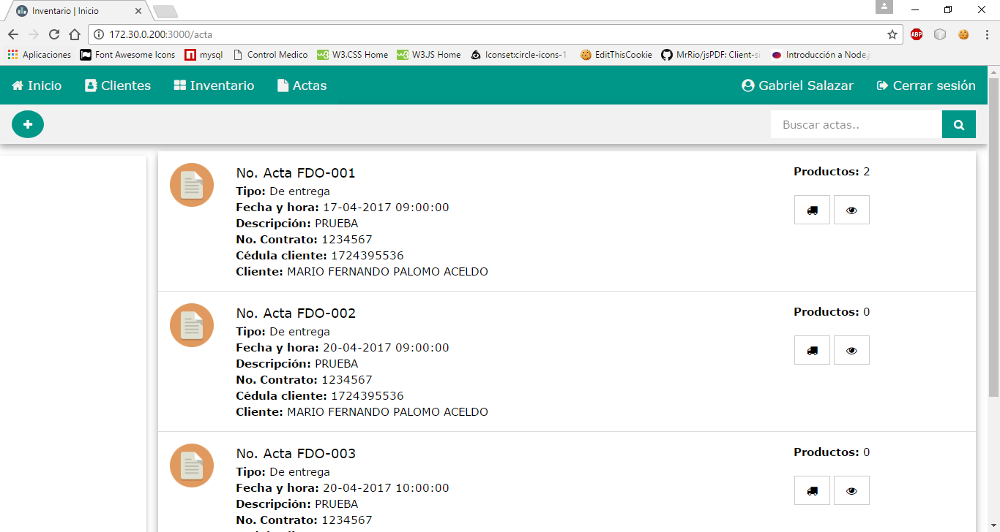 Inventario | Inicio
172.30.0.200:3000/acta
ABP
Aplicaciones Font Awesome Icons mysql Control Medico W3.CSS Home W3.JS Home Iconset:circle-icons-1 EditThisCookie MrRio/jsPDF: Client-si Introducción a Node.j
Inicio Clientes Inventario Actas Gabriel Salazar Cerrar sesión
Buscar actas..
No. Acta FDO-001
Productos: 2
Tipo: De entrega
Fecha y hora: 17-04-2017 09:00:00
Descripción: PRUEBA
No. Contrato: 1234567
Cédula cliente: 1724395536
Cliente: MARIO FERNANDO PALOMO ACELDO
No. Acta FDO-002
Productos: 0
Tipo: De entrega
Fecha y hora: 20-04-2017 09:00:00
Descripción: PRUEBA
No. Contrato: 1234567
Cédula cliente: 1724395536
Cliente: MARIO FERNANDO PALOMO ACELDO
No. Acta FDO-003
Productos: 0
Tipo: De entrega
Fecha y hora: 20-04-2017 10:00:00
Descripción: PRUEBA
No. Contrato: 1234567